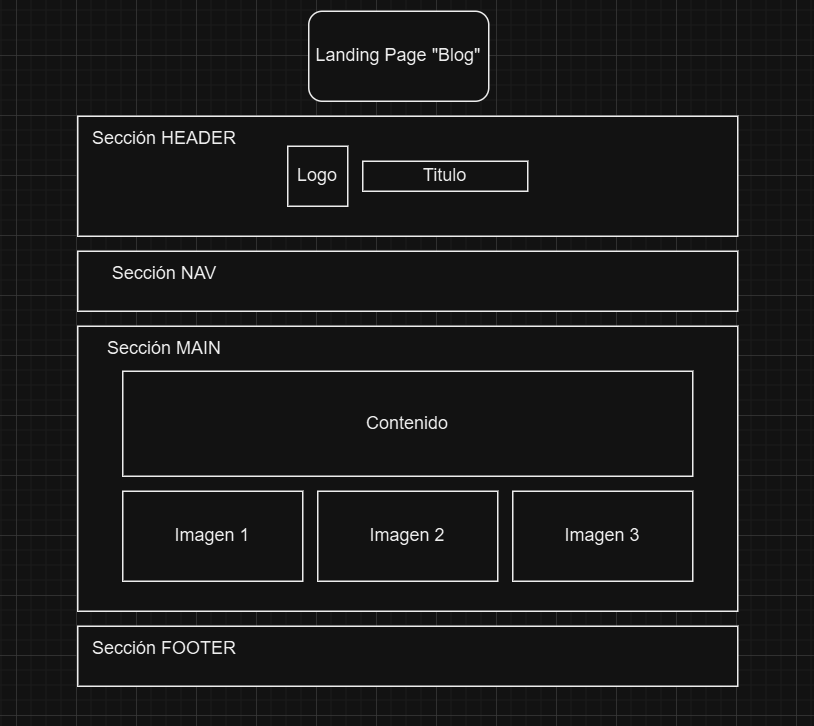 Landing Page "Blog"
Sección HEADER
Logo
Titulo
Sección NAV
Sección MAIN
Contenido
Imagen 1
Imagen 2
Imagen 3
Sección FOOTER